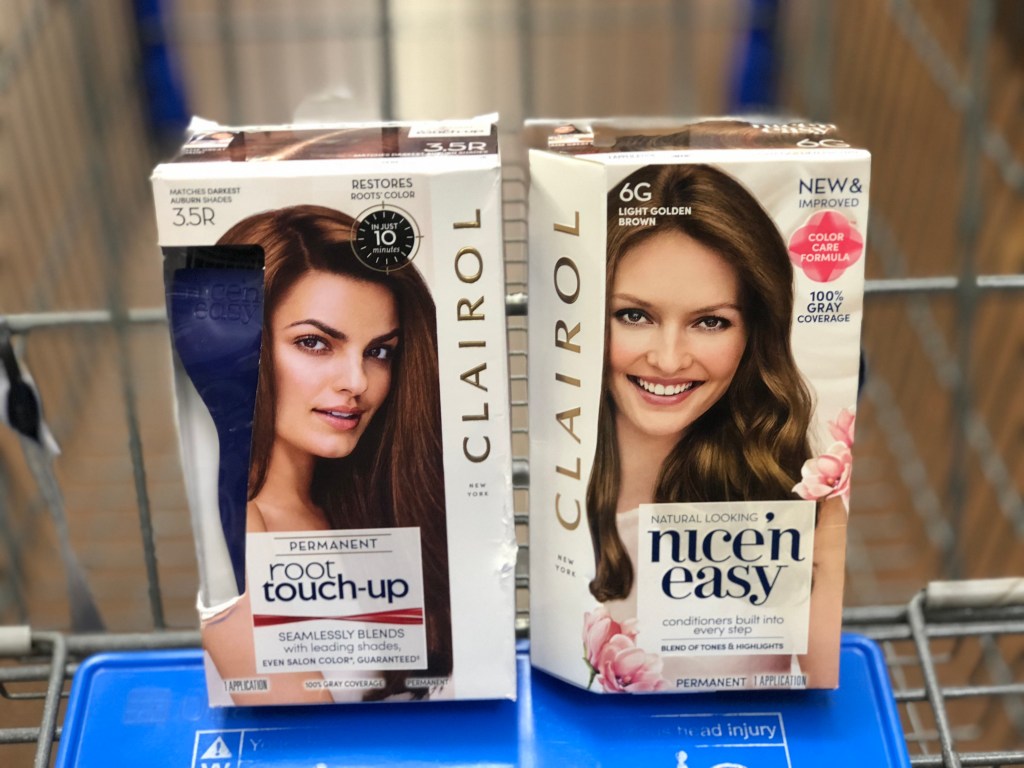 3.5R
MATCHES DARKEST
AUBURN SHADES
3.5R
RESTORES
ROOTS' COLOR
IN JUST
10
minutes
nice'n
easy
CLAIROL
NEW
YORK
PERMANENT
root
touch-up
SEAMLESSLY BLENDS
with leading shades,
EVEN SALON COLOR*, GUARANTEED‡
1 APPLICATION
100% GRAY COVERAGE
PERMANENT
6G
CLAIROL
NEW
YORK
6G
LIGHT GOLDEN
BROWN
NEW &
IMPROVED
COLOR
CARE
FORMULA
100%
GRAY
COVERAGE
NATURAL LOOKING
nice'n
easy
conditioners built into
every step
BLEND OF TONES & HIGHLIGHTS
PERMANENT
1 APPLICATION
head injury